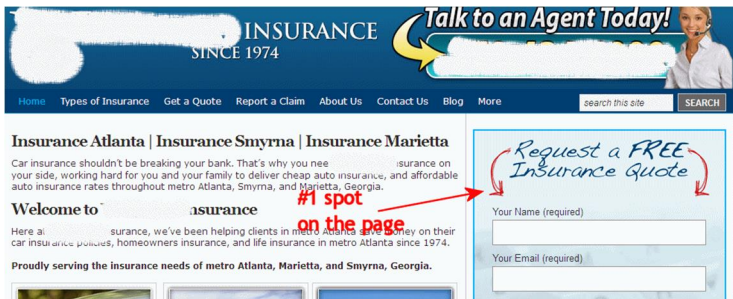 INSURANCE
SINCE 1974
Talk to an Agent Today!
Home Types of Insurance Get a Quote Report a Claim About Us Contact Us Blog More
search this site
SEARCH
Insurance Atlanta | Insurance Smyrna | Insurance Marietta
Car insurance shouldn't be breaking your bank. That's why you on
your side, working hard for you and your family to deliver cheap auto insurance, and affordable
auto insurance rates throughout metro Atlanta, Smyrna, and Marietta, Georgia.
Welcome to
Here we've been helping clients in metro Atlanta save money on their
car insurance policies, homeowners insurance, and life insurance in metro Atlanta since 1974.
Proudly serving the insurance needs of metro Atlanta, Marietta, and Smyrna, Georgia.
#1 spot
on the page
Request a FREE
Insurance Quote
Your Name (required)
Your Email (required)